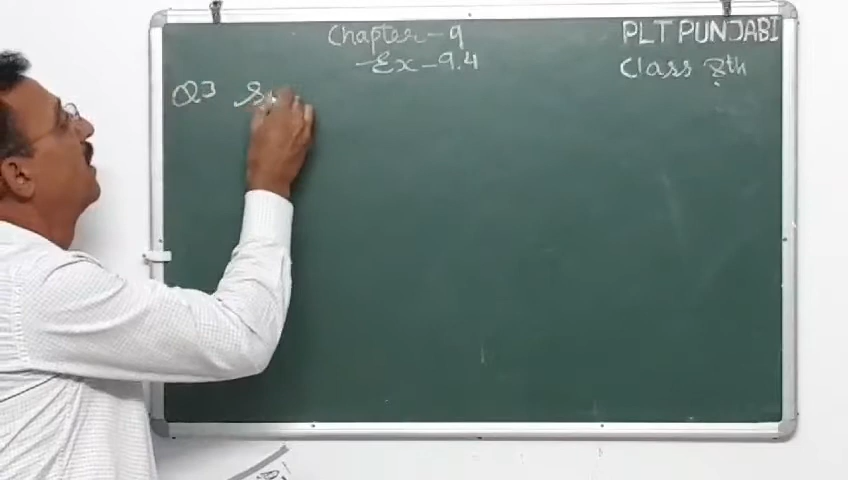 Chapter - 9
PLT PUNJABI
Ex - 9.4
Class 8th
Q3